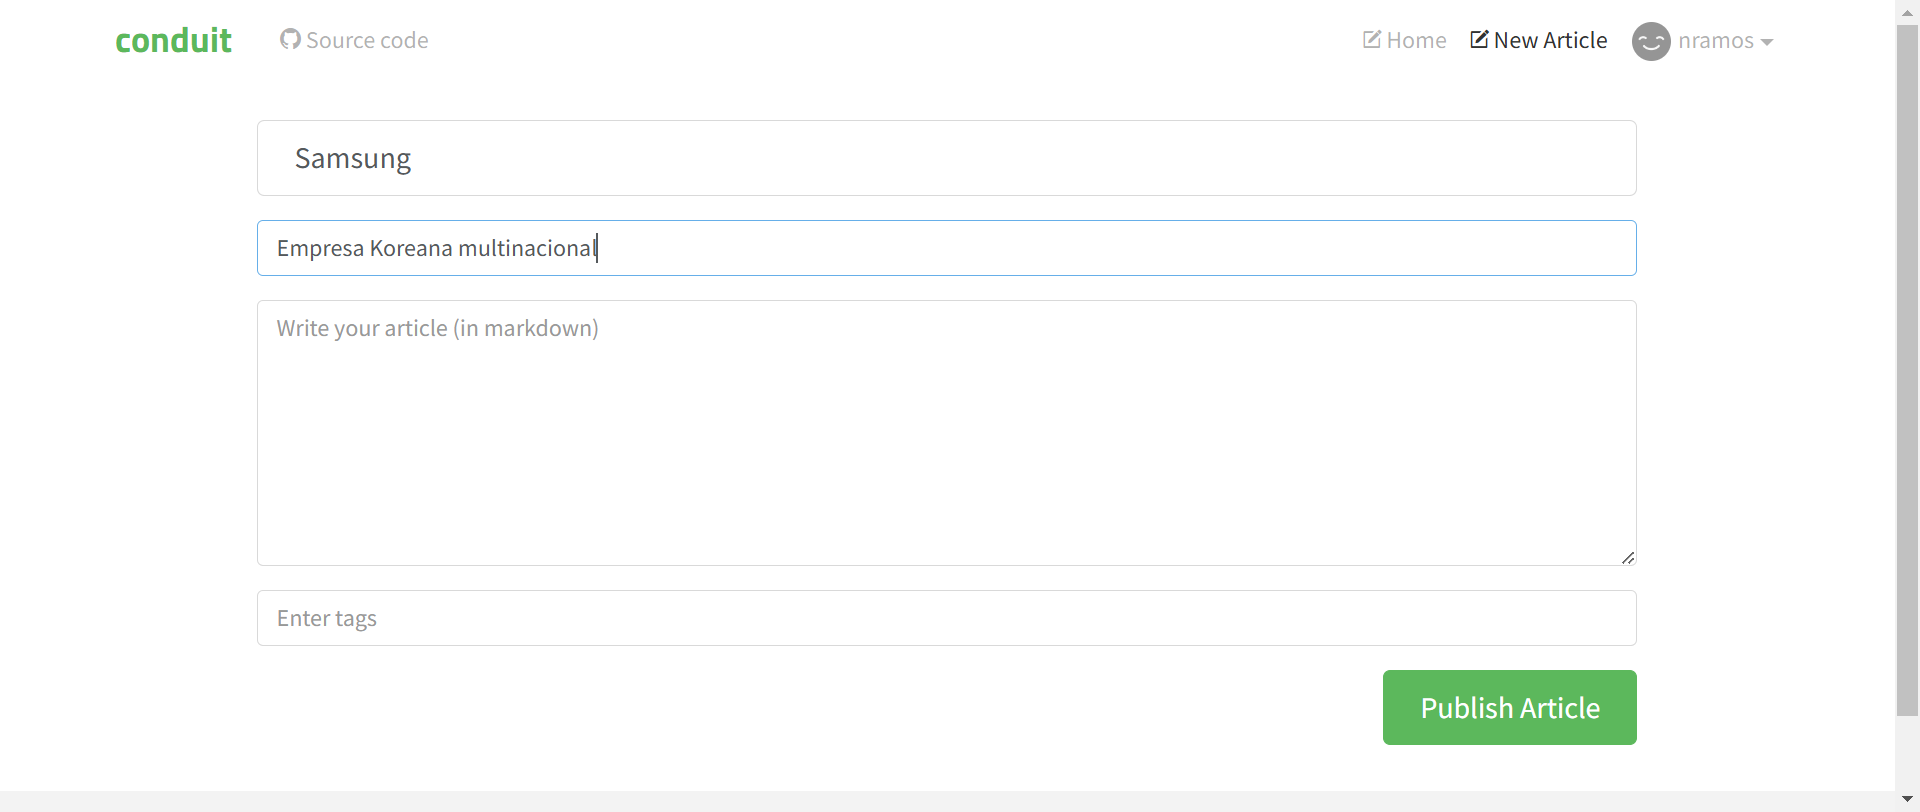 conduit Source code Home New Article nramos
Samsung
Empresa Koreana multinacional
Write your article (in markdown)
Enter tags
Publish Article